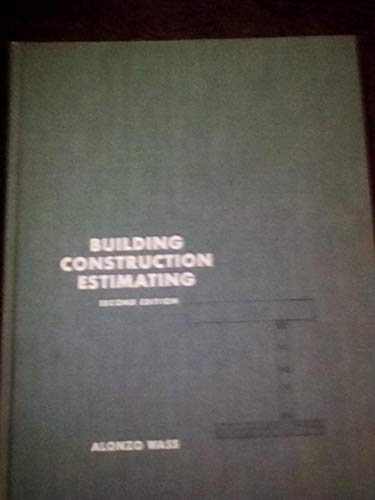 BUILDING
CONSTRUCTION
ESTIMATING
SECOND EDITION
ALONZO WASS